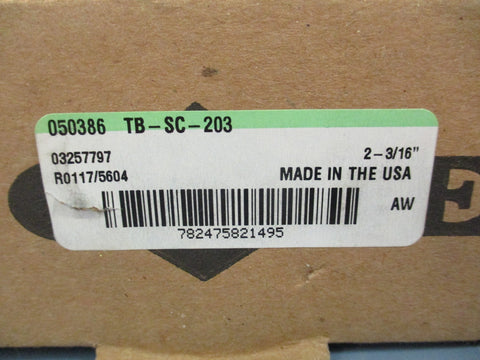 050386 TB-SC-203
03257797 2-3/16"
R0117/5604 MADE IN THE USA
AW
782475821495
E